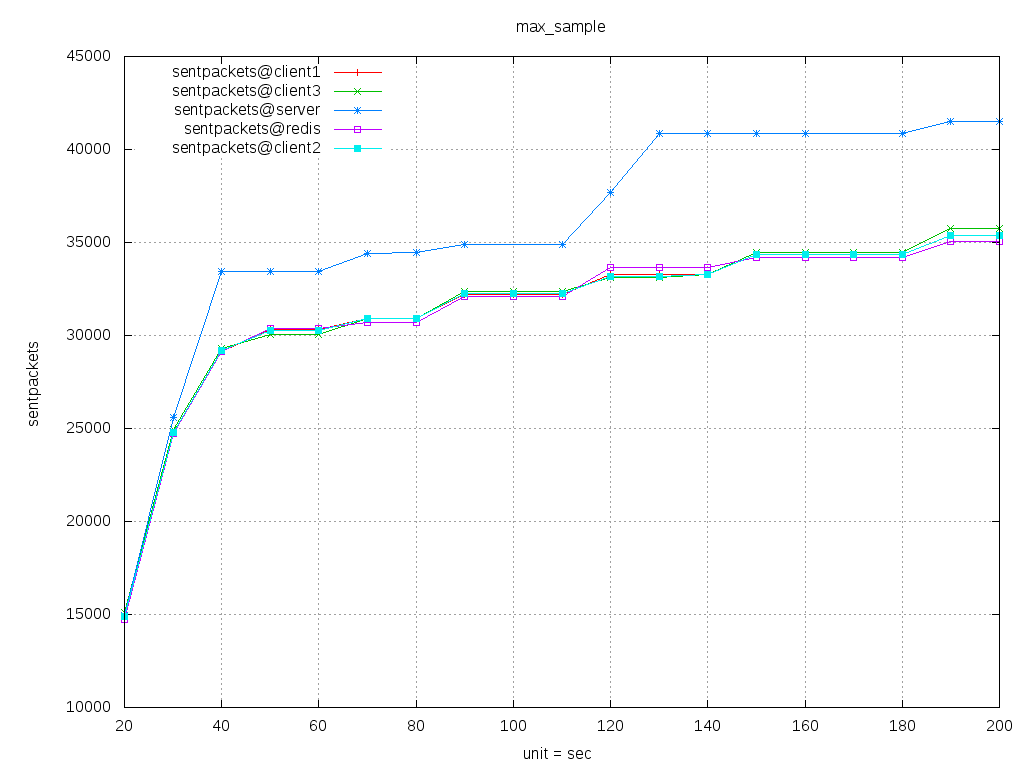 max_sample
45000
40000
35000
30000
25000
20000
15000
10000
sentpackets
sentpackets@client1
sentpackets@client3
sentpackets@server
sentpackets@redis
sentpackets@client2
20 40 60 80 100 120 140 160 180 200
unit = sec